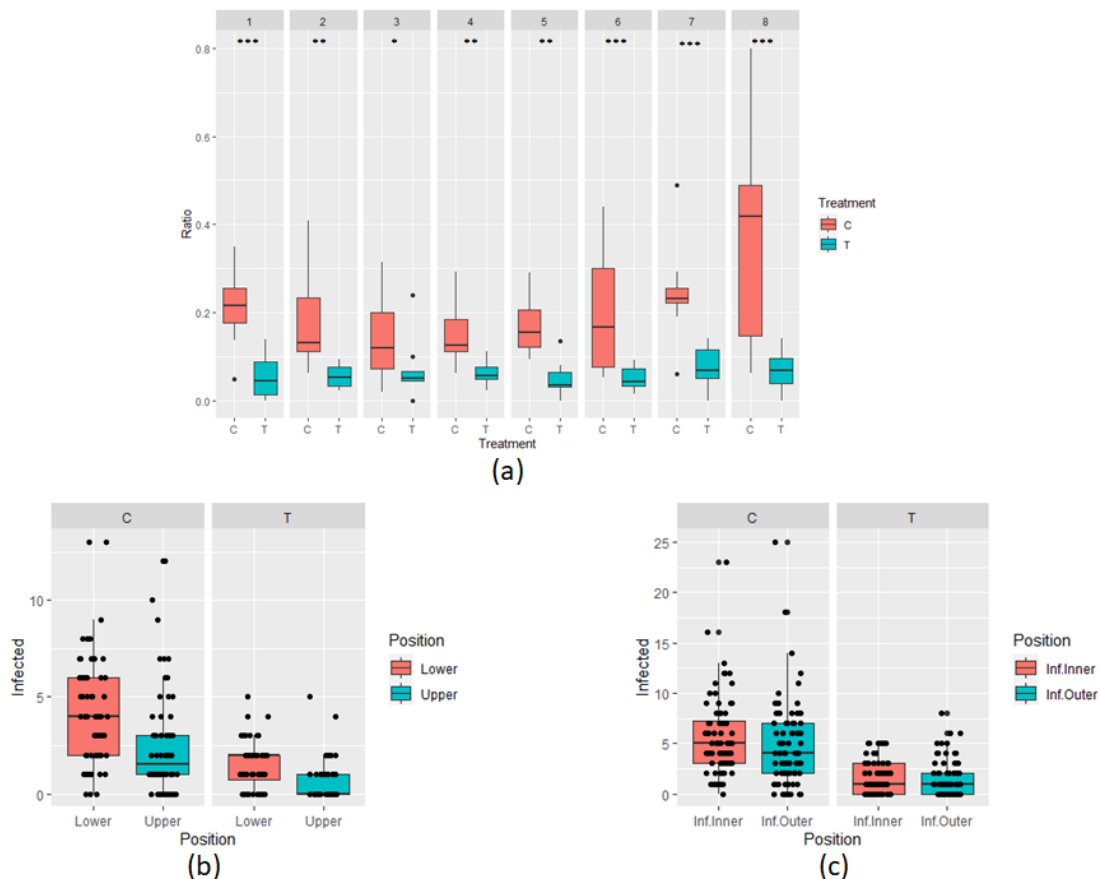 1 2 3 4 5 6 7 8
*** ** * ** ** *** *** ***
0.8
0.6
0.4
0.2
0.0
Ratio
C T C T C T C T C T C T C T C T
Treatment
Treatment
C
T
(a)
C T
10
5
0
Infected
Lower Upper Lower Upper
Position
Position
Lower
Upper
(b)
C T
25
20
15
10
5
0
Infected
Inf.Inner Inf.Outer Inf.Inner Inf.Outer
Position
Position
Inf.Inner
Inf.Outer
(c)